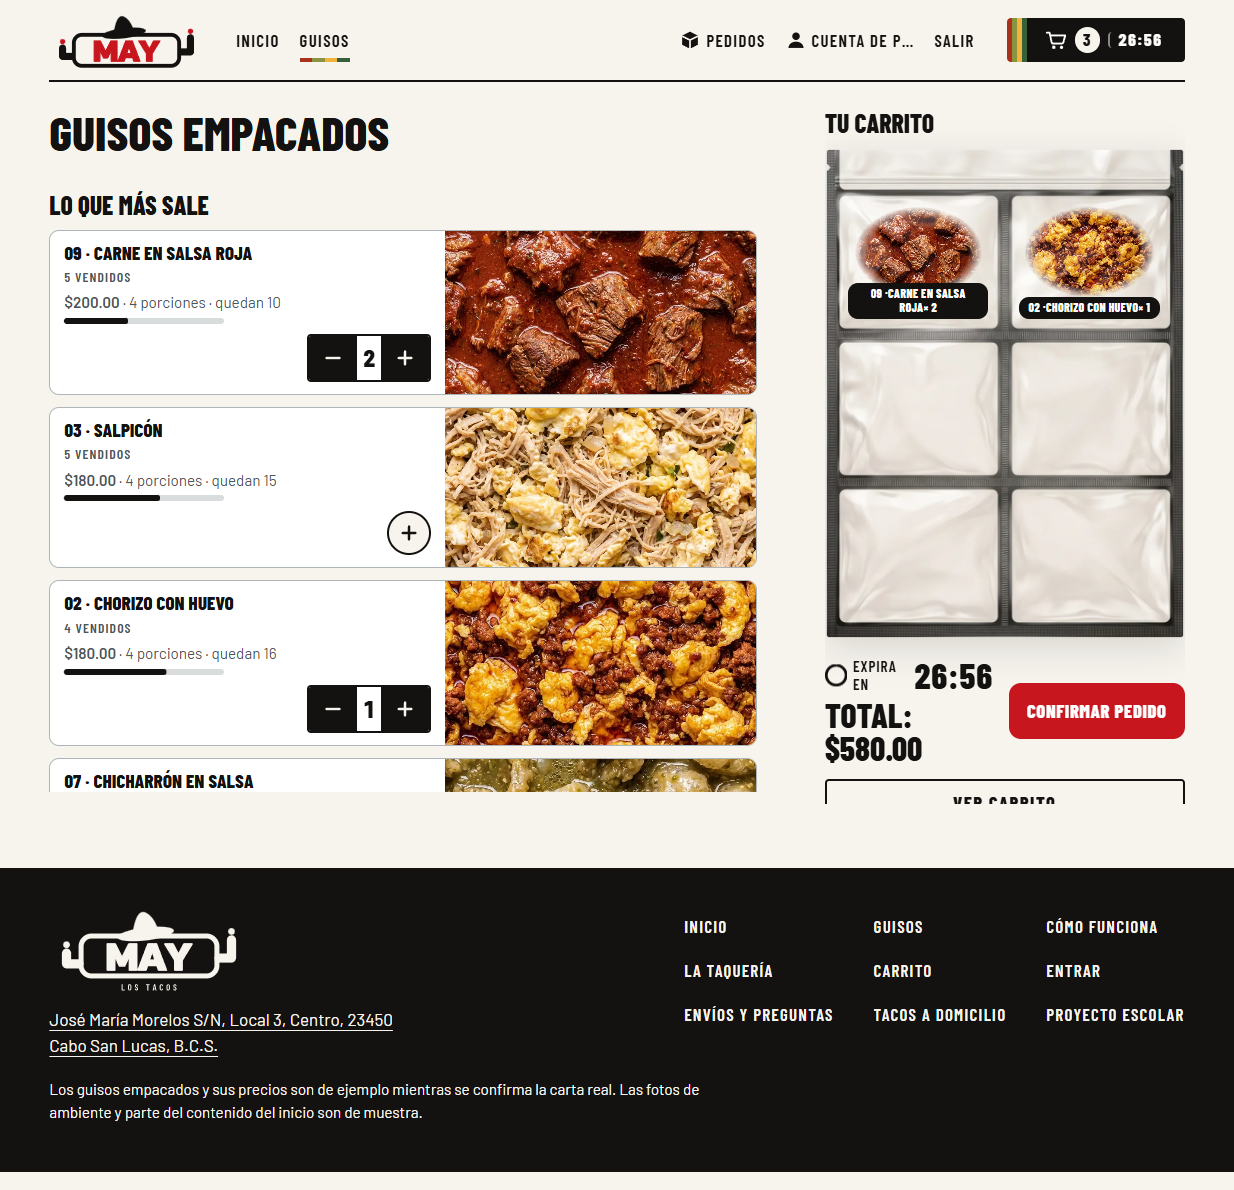 MAY
INICIO
GUISOS
PEDIDOS
CUENTA DE P...
SALIR
3
26:56
GUISOS EMPACADOS
LO QUE MÁS SALE
09 · CARNE EN SALSA ROJA
5 VENDIDOS
$200.00 · 4 porciones · quedan 10
2
03 · SALPICÓN
5 VENDIDOS
$180.00 · 4 porciones · quedan 15
02 · CHORIZO CON HUEVO
4 VENDIDOS
$180.00 · 4 porciones · quedan 16
1
07 · CHICHARRÓN EN SALSA
TU CARRITO
09 ·CARNE EN SALSA
ROJA× 2
02 ·CHORIZO CON HUEVO× 1
EXPIRA
EN
26:56
TOTAL:
$580.00
CONFIRMAR PEDIDO
VER CARRITO
MAY
LOS TACOS
José María Morelos S/N, Local 3, Centro, 23450
Cabo San Lucas, B.C.S.
Los guisos empacados y sus precios son de ejemplo mientras se confirma la carta real. Las fotos de
ambiente y parte del contenido del inicio son de muestra.
INICIO
GUISOS
CÓMO FUNCIONA
LA TAQUERÍA
CARRITO
ENTRAR
ENVÍOS Y PREGUNTAS
TACOS A DOMICILIO
PROYECTO ESCOLAR